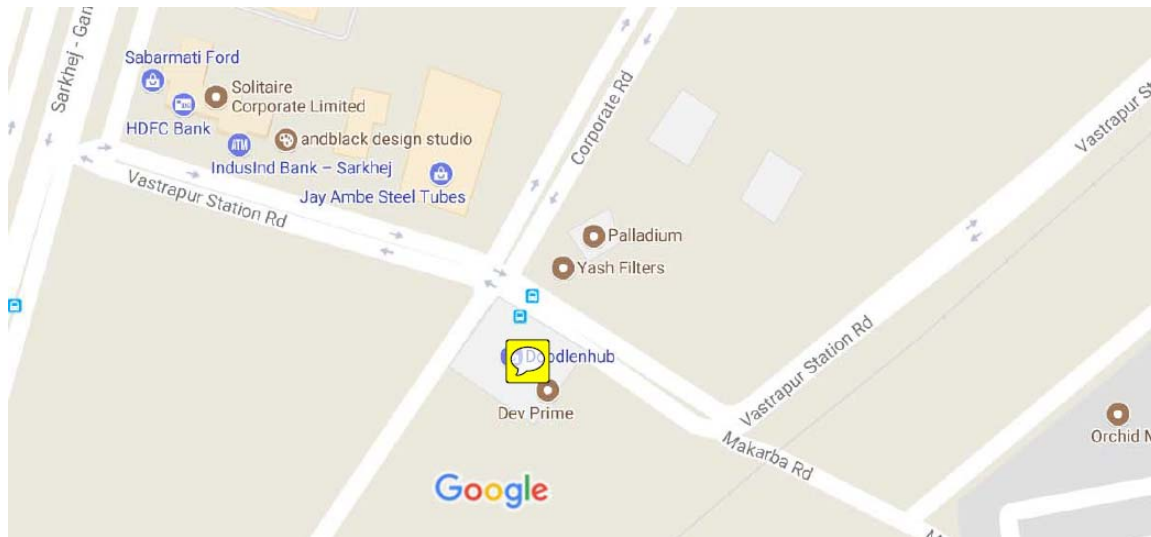 Sarkhej - Gan
Sabarmati Ford
Solitaire
Corporate Limited
HDFC Bank
ATM
andblack design studio
IndusInd Bank – Sarkhej
Jay Ambe Steel Tubes
Vastrapur Station Rd
Corporate Rd
Vastrapur St
Palladium
Yash Filters
Doodlenhub
Dev Prime
Vastrapur Station Rd
Makarba Rd
Orchid
Google